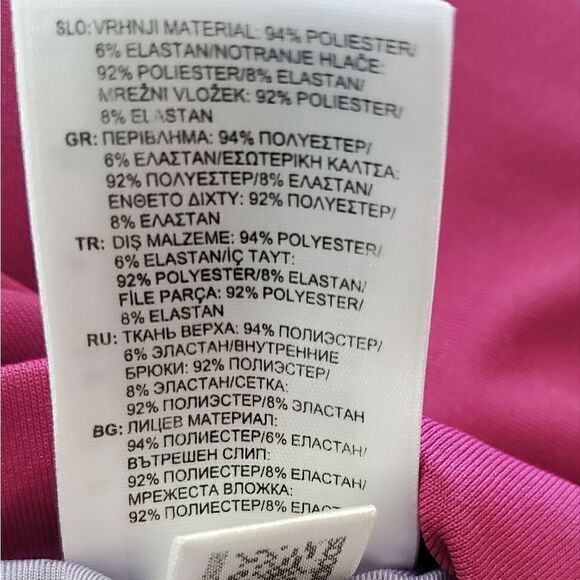 SLO: VRHNJI MATERIAL: 94% POLIESTER/
6% ELASTAN/NOTRANJE HLAČE:
92% POLIESTER/8% ELASTAN/
MREŽNI VLOŽEK: 92% POLIESTER/
8% ELASTAN
GR: ΠΕΡΙΒΛΗΜΑ: 94% ΠΟΛΥΕΣΤΕΡ/
6% ΕΛΑΣΤΑΝ/ΕΣΩΤΕΡΙΚΗ ΚΑΛΤΣΑ:
92% ΠΟΛΥΕΣΤΕΡ/8% ΕΛΑΣΤΑΝ/
ΕΝΘΕΤΟ ΔΙΧΤΥ: 92% ΠΟΛΥΕΣΤΕΡ/
8% ΕΛΑΣΤΑΝ
TR: DIŞ MALZEME: 94% POLYESTER/
6% ELASTAN/İÇ TAYT:
92% POLYESTER/8% ELASTAN/
FİLE PARÇA: 92% POLYESTER/
8% ELASTAN
RU: ТКАНЬ ВЕРХА: 94% ПОЛИЭСТЕР/
6% ЭЛАСТАН/ВНУТРЕННИЕ
БРЮКИ: 92% ПОЛИЭСТЕР/
8% ЭЛАСТАН/СЕТКА:
92% ПОЛИЭСТЕР/8% ЭЛАСТАН
BG: ЛИЦЕВ МАТЕРИАЛ:
94% ПОЛИЕСТЕР/6% ЕЛАСТАН/
ВЪТРЕШЕН СЛИП:
92% ПОЛИЕСТЕР/8% ЕЛАСТАН/
МРЕЖЕСТА ВЛОЖКА:
92% ПОЛИЕСТЕР/8%